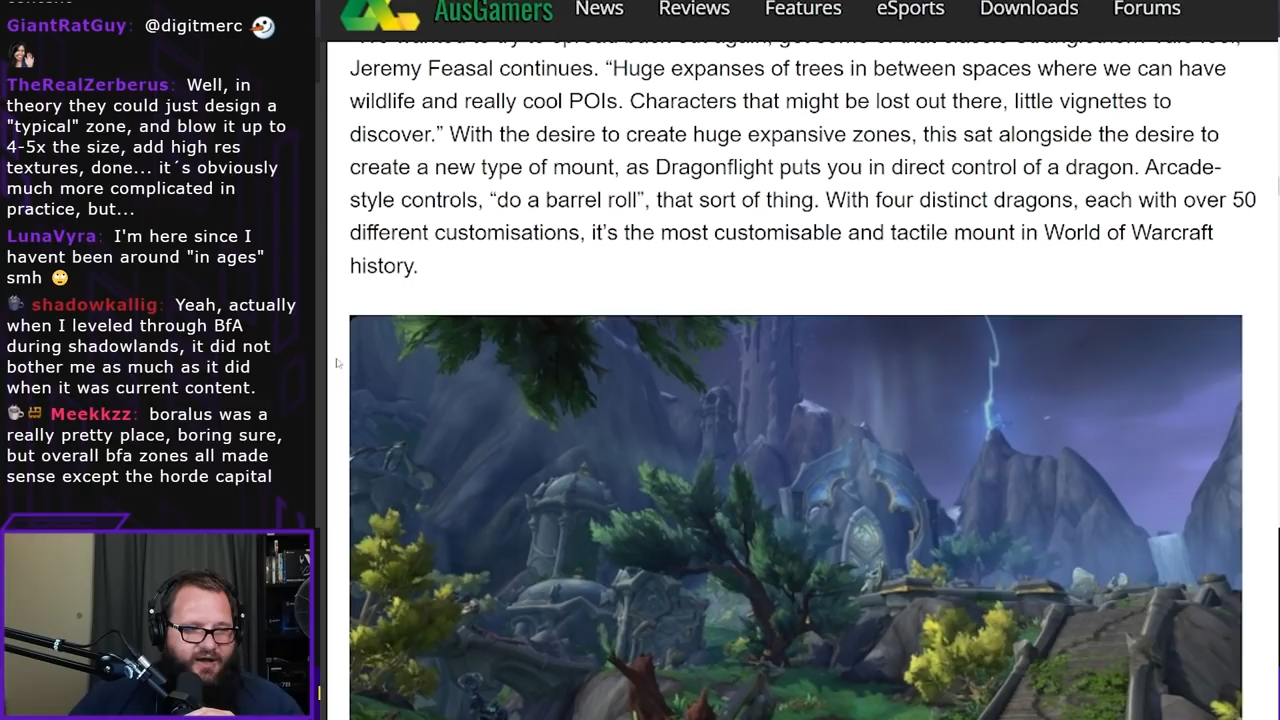 GiantRatGuy: @digitmerc
TheRealZerberus: Well, in
theory they could just design a
"typical" zone, and blow it up to
4-5x the size, add high res
textures, done... it´s obviously
much more complicated in
practice, but...
LunaVyra: I'm here since I
havent been around "in ages"
smh
shadowkallig: Yeah, actually
when I leveled through BfA
during shadowlands, it did not
bother me as much as it did
when it was current content.
Meekkzz: boralus was a
really pretty place, boring sure,
but overall bfa zones all made
sense except the horde capital
AusGamers
News Reviews Features eSports Downloads Forums
Jeremy Feasal continues. “Huge expanses of trees in between spaces where we can have
wildlife and really cool POIs. Characters that might be lost out there, little vignettes to
discover.” With the desire to create huge expansive zones, this sat alongside the desire to
create a new type of mount, as Dragonflight puts you in direct control of a dragon. Arcade-
style controls, “do a barrel roll”, that sort of thing. With four distinct dragons, each with over 50
different customisations, it’s the most customisable and tactile mount in World of Warcraft
history.